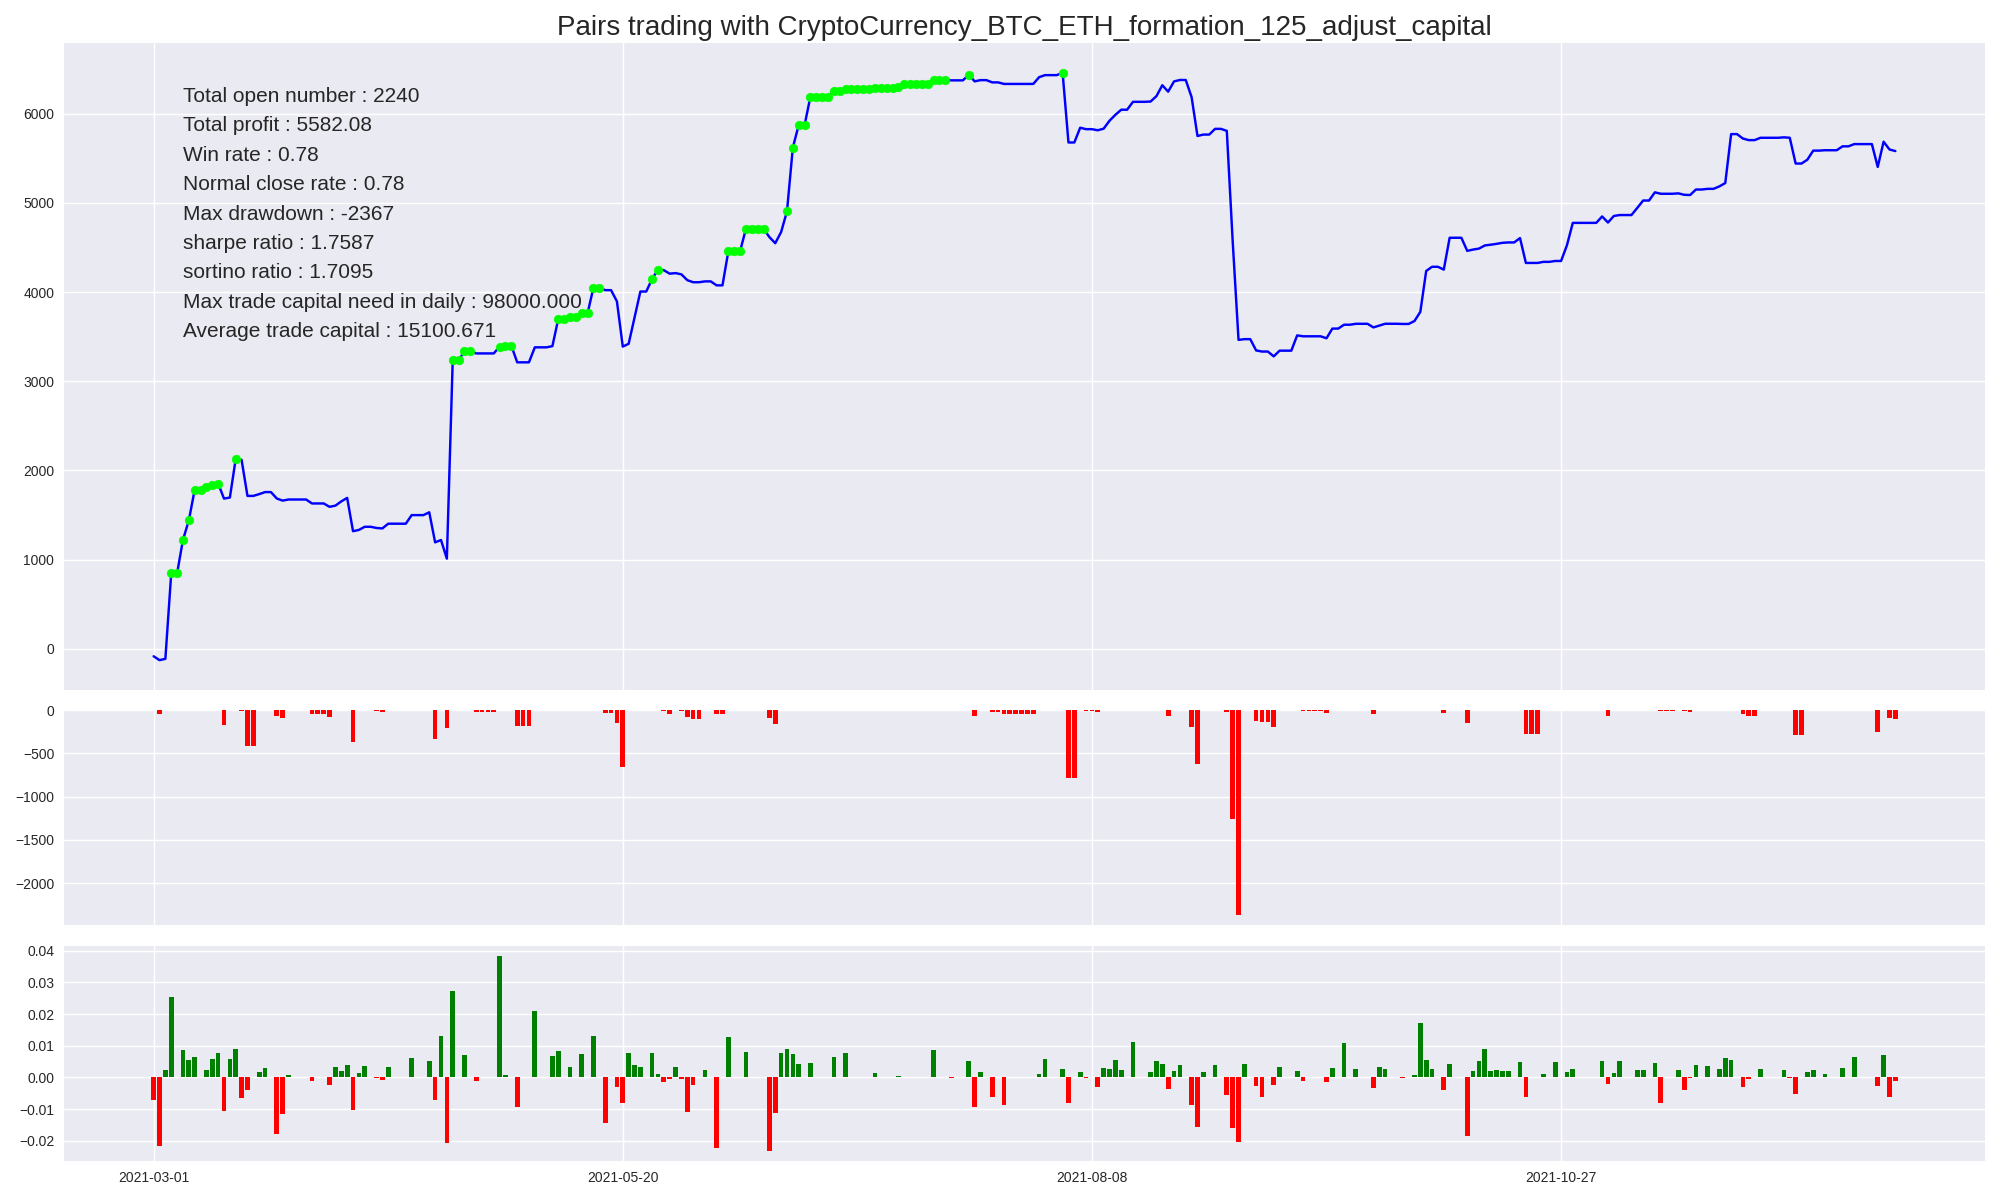 Pairs trading with CryptoCurrency_BTC_ETH_formation_125_adjust_capital
Total open number : 2240
Total profit : 5582.08
Win rate : 0.78
Normal close rate : 0.78
Max drawdown : -2367
sharpe ratio : 1.7587
sortino ratio : 1.7095
Max trade capital need in daily : 98000.000
Average trade capital : 15100.671
6000
5000
4000
3000
2000
1000
0
0
−500
−1000
−1500
−2000
0.04
0.03
0.02
0.01
0.00
−0.01
−0.02
2021-03-01
2021-05-20
2021-08-08
2021-10-27